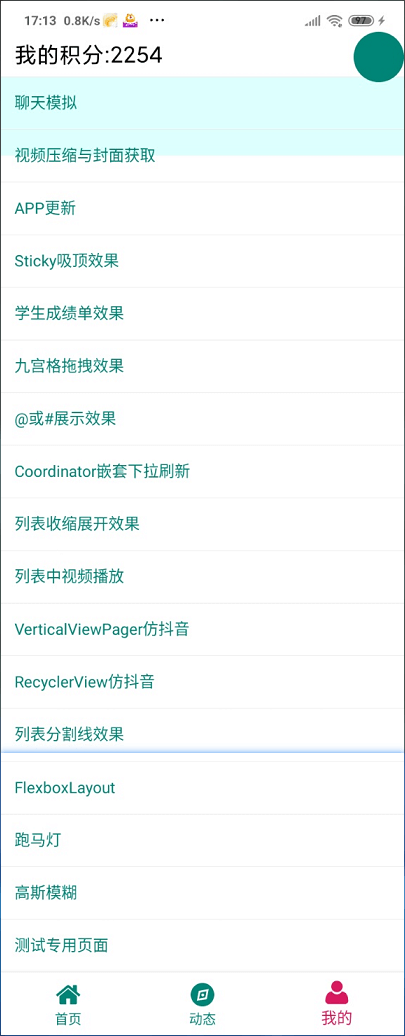 17:13 0.8K/s
97
我的积分:2254
聊天模拟
视频压缩与封面获取
APP更新
Sticky吸顶效果
学生成绩单效果
九宫格拖拽效果
@或#展示效果
Coordinator嵌套下拉刷新
列表收缩展开效果
列表中视频播放
VerticalViewPager仿抖音
RecyclerView仿抖音
列表分割线效果
FlexboxLayout
跑马灯
高斯模糊
测试专用页面
首页
动态
我的